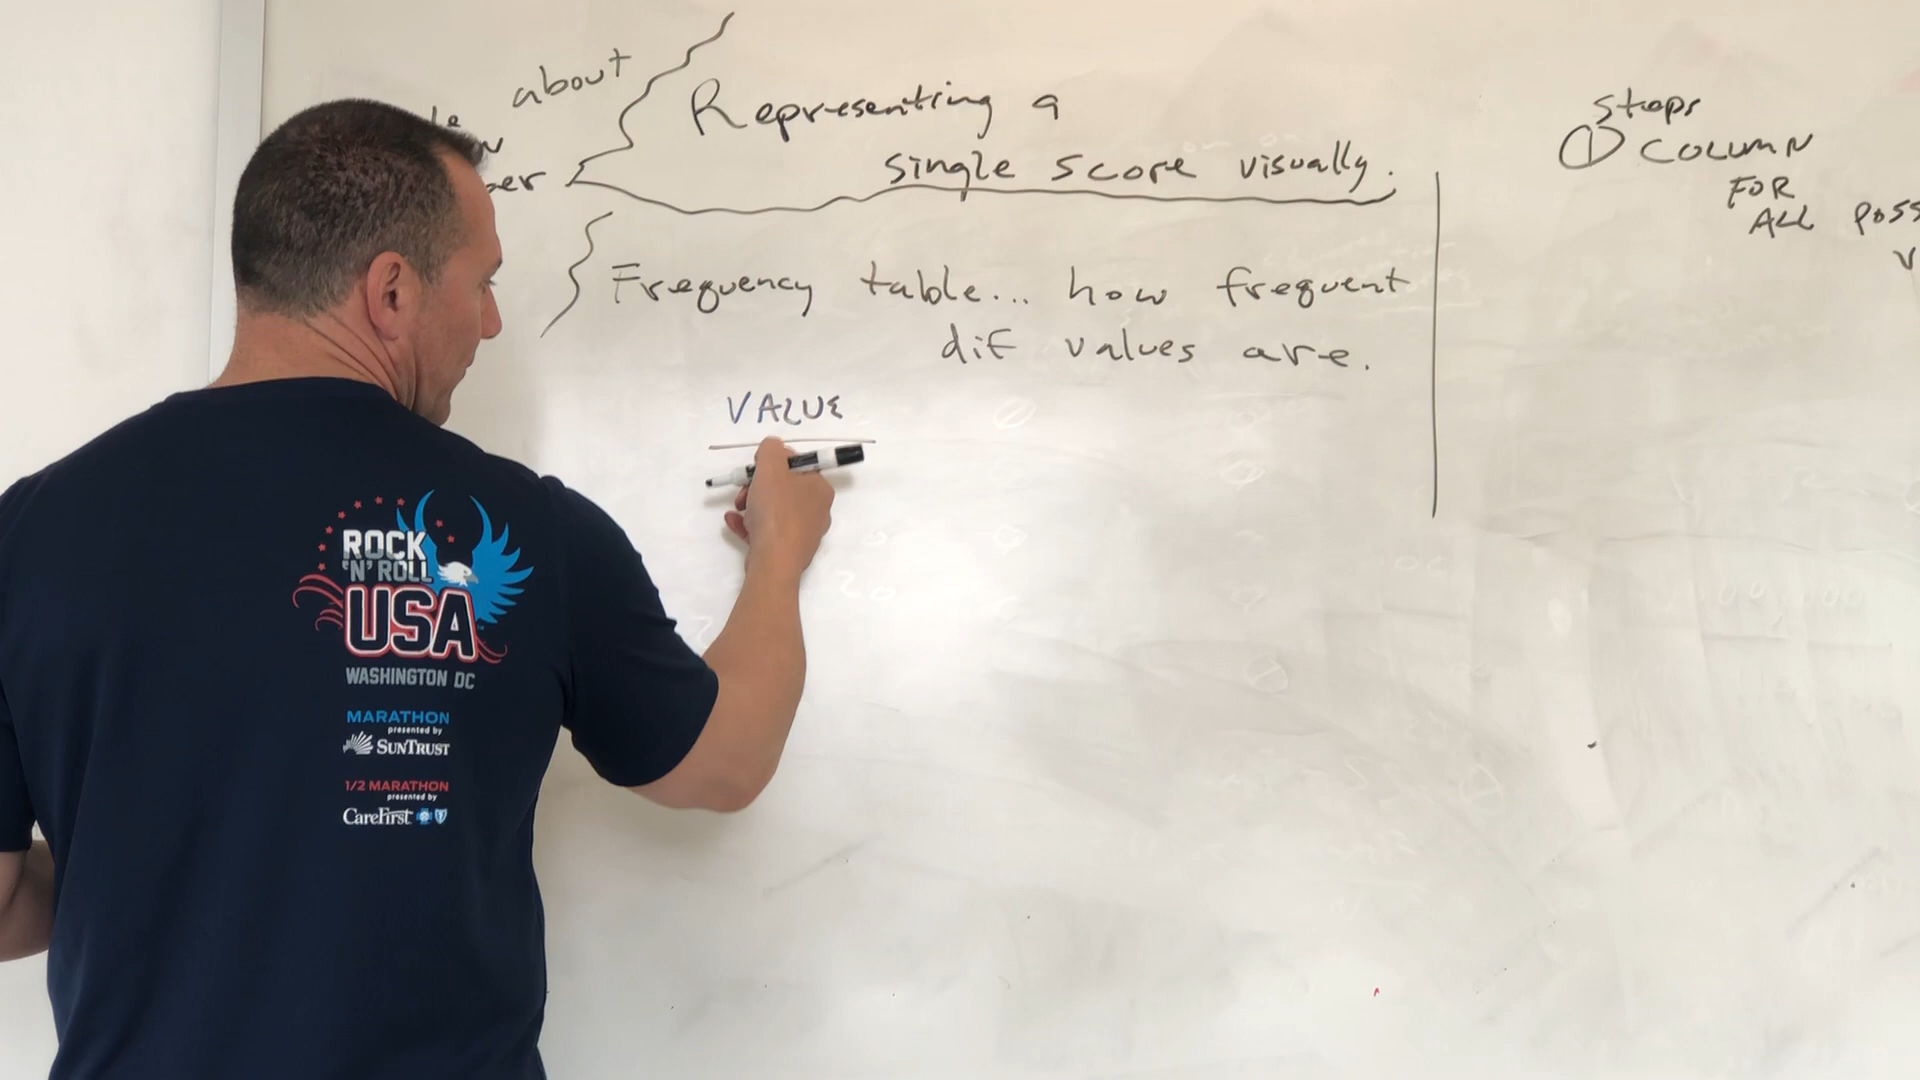 about
Representing a
single score visually.
Frequency table... how frequent
dif values are.
VALUE
steps
① COLUMN
FOR
ALL POSS
V
ROCK
'N' ROLL
USA
WASHINGTON DC
MARATHON
presented by
SUNTRUST
1/2 MARATHON
presented by
CareFirst